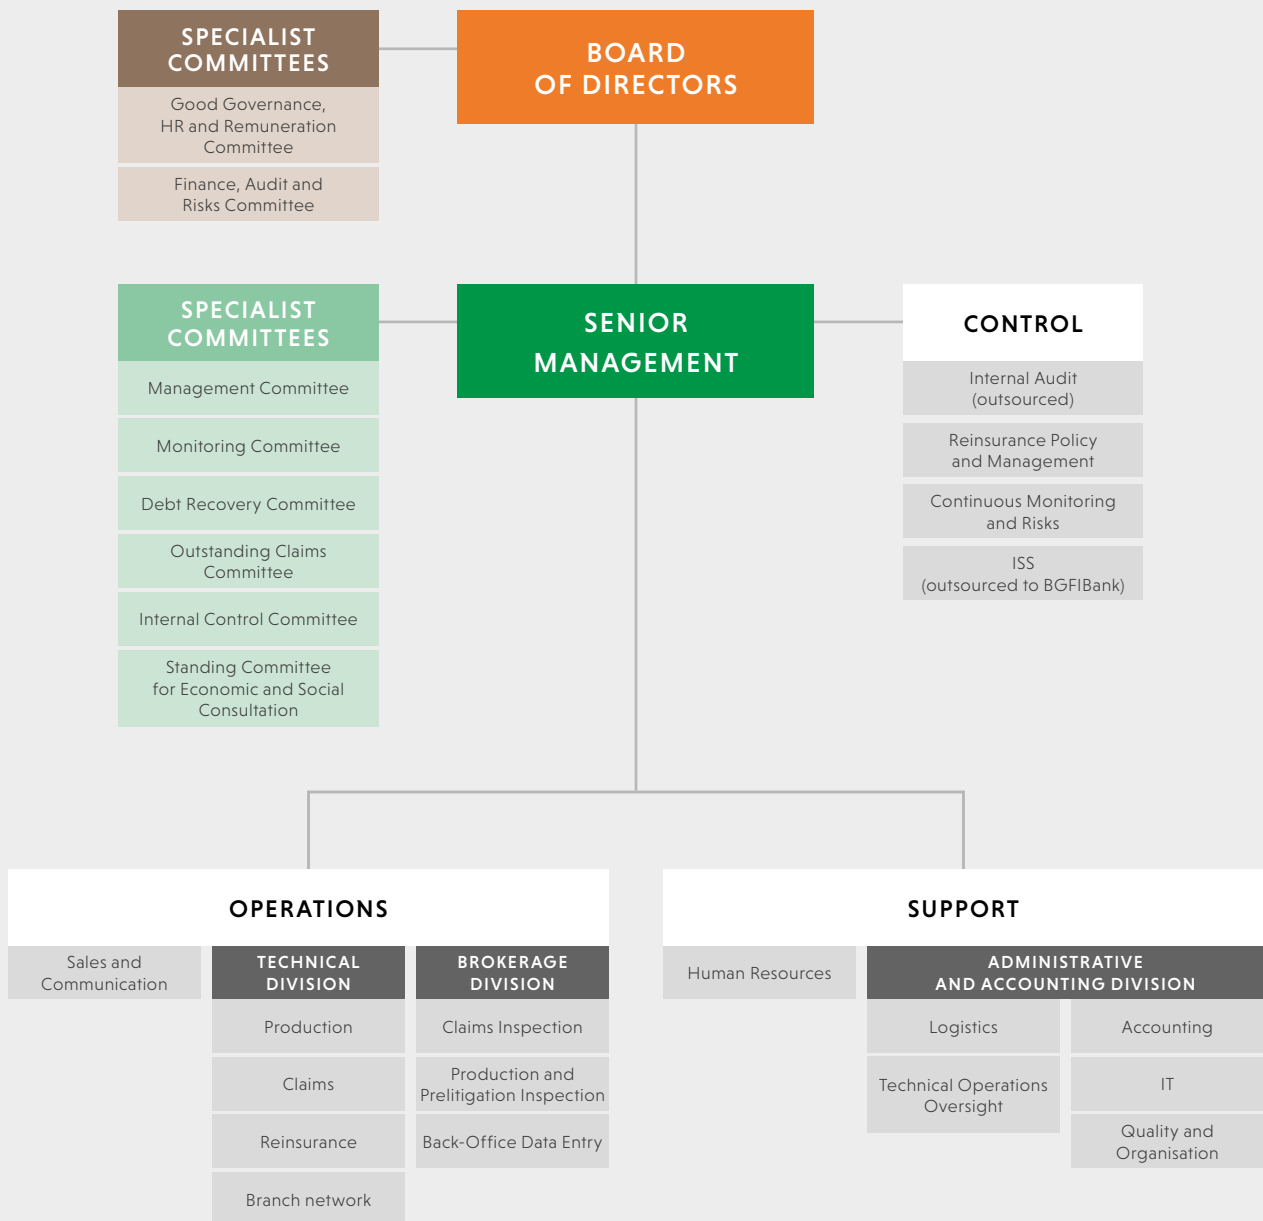 SPECIALIST
COMMITTEES
Good Governance,
HR and Remuneration
Committee
Finance, Audit and
Risks Committee
BOARD
OF DIRECTORS
SPECIALIST
COMMITTEES
Management Committee
Monitoring Committee
Debt Recovery Committee
Outstanding Claims
Committee
Internal Control Committee
Standing Committee
for Economic and Social
Consultation
SENIOR
MANAGEMENT
CONTROL
Internal Audit
(outsourced)
Reinsurance Policy
and Management
Continuous Monitoring
and Risks
ISS
(outsourced to BGFIBank)
OPERATIONS
Sales and
Communication
TECHNICAL
DIVISION
Production
Claims
Reinsurance
Branch network
BROKERAGE
DIVISION
Claims Inspection
Production and
Prelitigation Inspection
Back-Office Data Entry
SUPPORT
Human Resources
ADMINISTRATIVE
AND ACCOUNTING DIVISION
Logistics
Technical Operations
Oversight
Accounting
IT
Quality and
Organisation